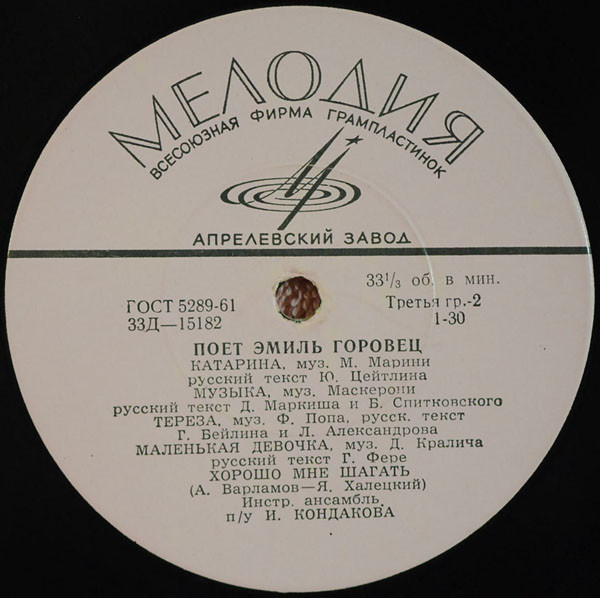 МЕЛОДИЯ
ВСЕСОЮЗНАЯ ФИРМА ГРАМПЛАСТИНОК
АПРЕЛЕВСКИЙ ЗАВОД
ГОСТ 5289-61
33Д—15182
33⅓ об. в мин.
Третья гр.-2
1-30
ПОЕТ ЭМИЛЬ ГОРОВЕЦ
КАТАРИНА, муз. М. Марини
русский текст Ю. Цейтлина
МУЗЫКА, муз. Маскерони
русский текст Д. Маркиша и Б. Спитковского
ТЕРЕЗА, муз. Ф. Попа, русск. текст
Г. Бейлина и Л. Александрова
МАЛЕНЬКАЯ ДЕВОЧКА, муз. Д. Кралича
русский текст Г. Фере
ХОРОШО МНЕ ШАГАТЬ
(А. Варламов—Я. Халецкий)
Инстр. ансамбль
п/у И. КОНДАКОВА